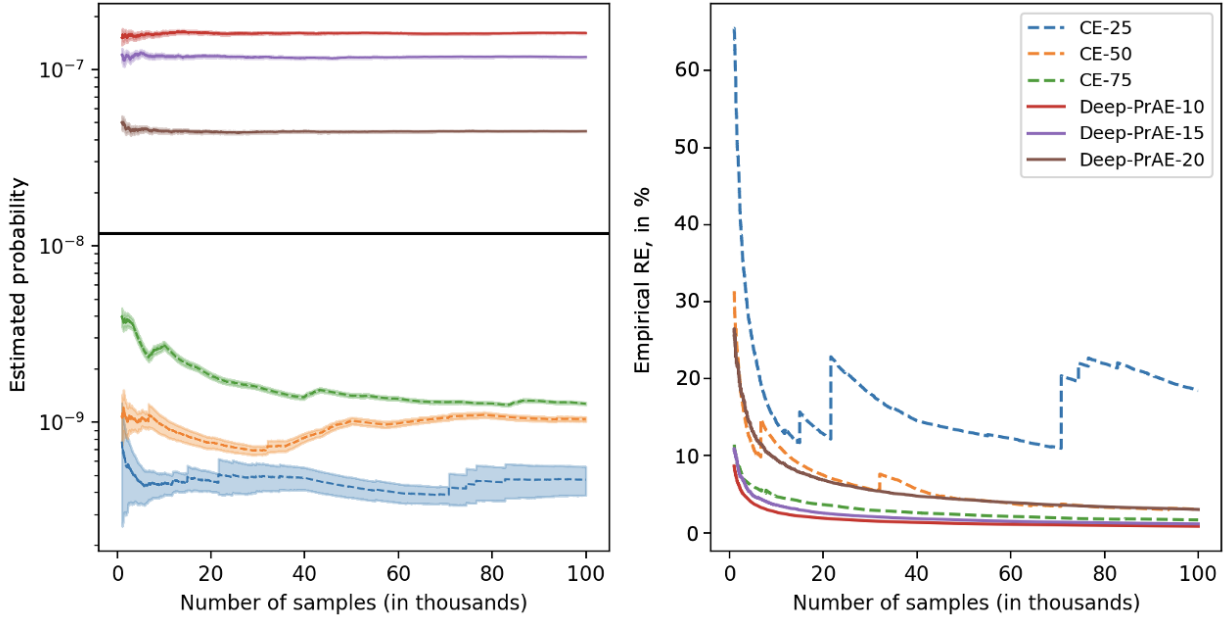 Estimated probability
10⁻⁷
10⁻⁸
10⁻⁹
0 20 40 60 80 100
Number of samples (in thousands)
Empirical RE, in %
60
50
40
30
20
10
0
0 20 40 60 80 100
Number of samples (in thousands)
CE-25
CE-50
CE-75
Deep-PrAE-10
Deep-PrAE-15
Deep-PrAE-20